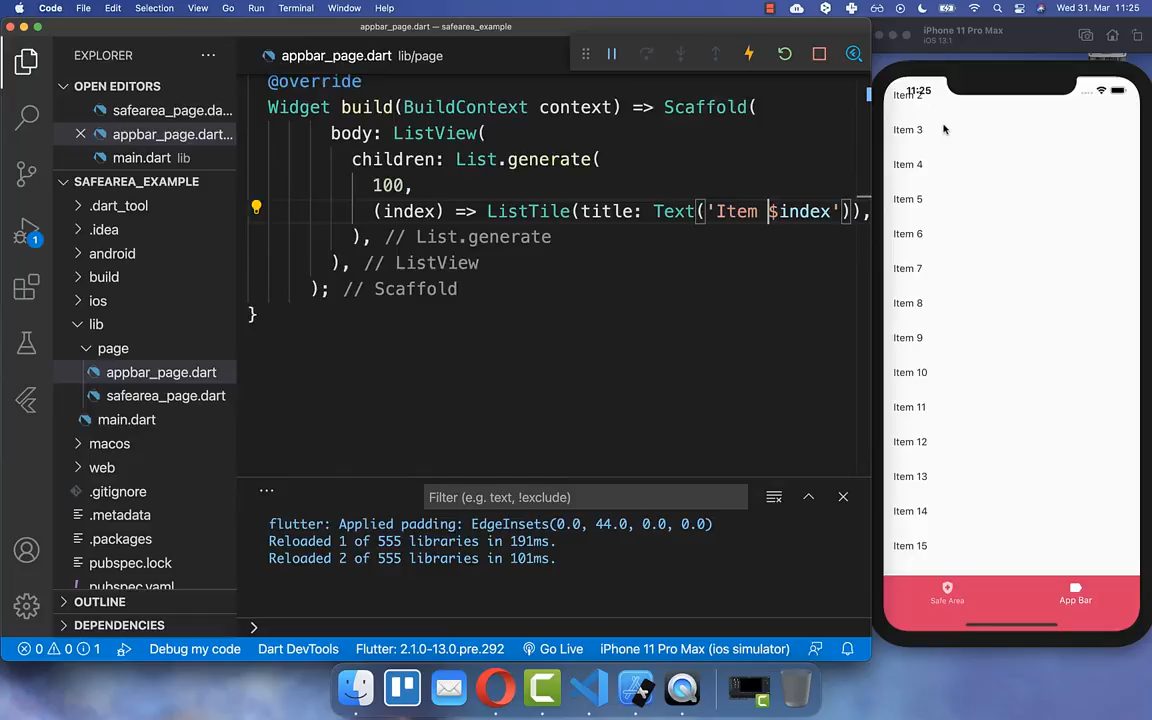 Code File Edit Selection View Go Run Terminal Window Help Wed 31. Mar 11:25
appbar_page.dart — safearea_example
EXPLORER ···
OPEN EDITORS
safearea_page.da...
appbar_page.dart...
main.dart lib
SAFEAREA_EXAMPLE
.dart_tool
.idea
android
build
ios
lib
page
appbar_page.dart
safearea_page.dart
main.dart
macos
web
.gitignore
.metadata
.packages
pubspec.lock
pubspec.yaml
OUTLINE
DEPENDENCIES
1
appbar_page.dart lib/page
@override
Widget build(BuildContext context) => Scaffold(
body: ListView(
children: List.generate(
100,
(index) => ListTile(title: Text('Item $index')),
), // List.generate
), // ListView
); // Scaffold
}
··· Filter (e.g. text, !exclude)
flutter: Applied padding: EdgeInsets(0.0, 44.0, 0.0, 0.0)
Reloaded 1 of 555 libraries in 191ms.
Reloaded 2 of 555 libraries in 101ms.
>
0 0 1 Debug my code Dart DevTools Flutter: 2.1.0-13.0.pre.292 Go Live iPhone 11 Pro Max (ios simulator)
iPhone 11 Pro Max
iOS 13.1
11:25
Item 2
Item 3
Item 4
Item 5
Item 6
Item 7
Item 8
Item 9
Item 10
Item 11
Item 12
Item 13
Item 14
Item 15
Safe Area App Bar